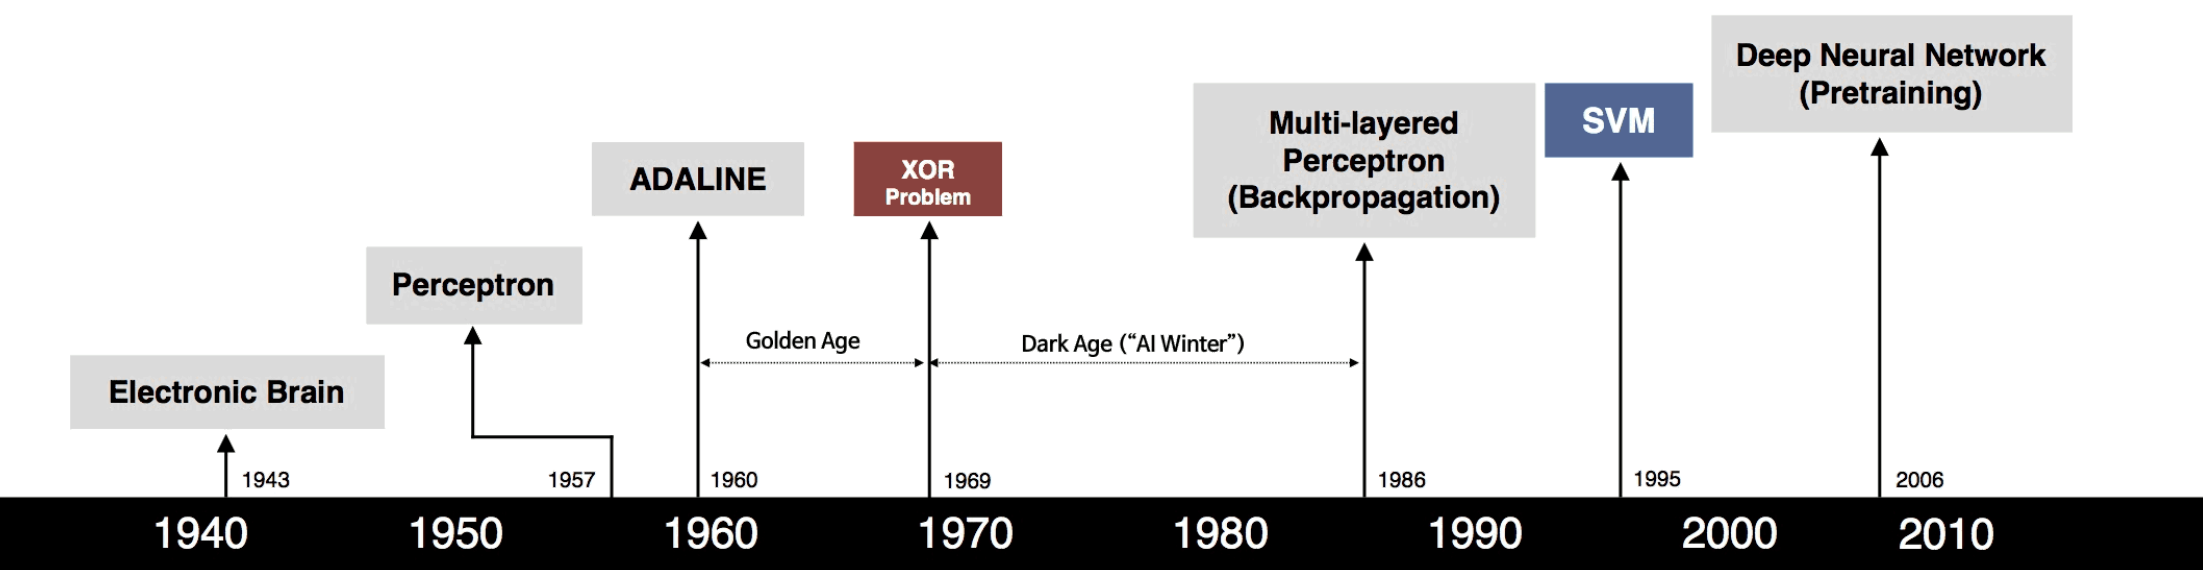 Electronic Brain
1943
Perceptron
1957
ADALINE
1960
Golden Age
XOR
Problem
1969
Dark Age (“AI Winter”)
Multi-layered
Perceptron
(Backpropagation)
1986
SVM
1995
Deep Neural Network
(Pretraining)
2006
1940 1950 1960 1970 1980 1990 2000 2010